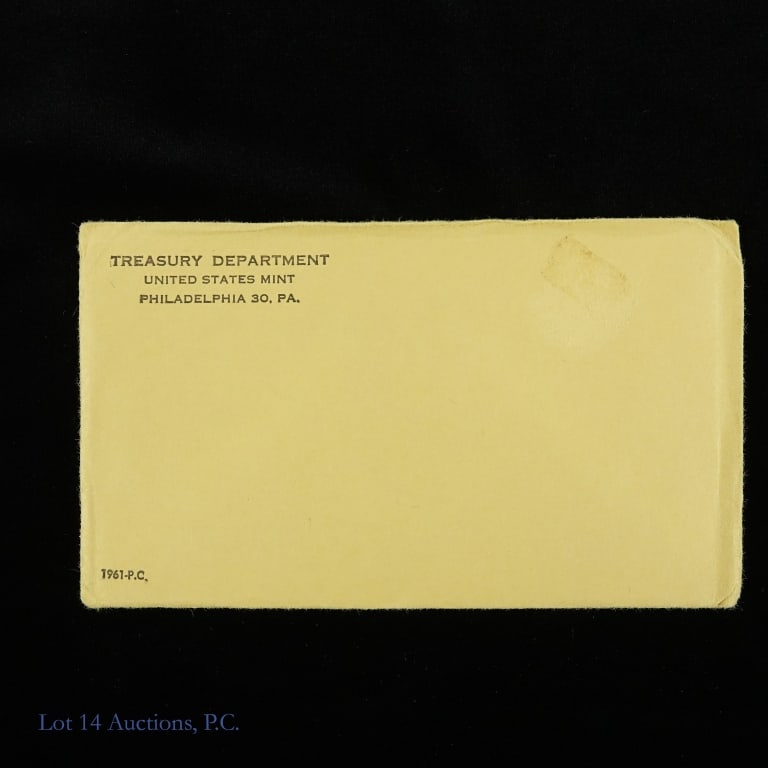 TREASURY DEPARTMENT
UNITED STATES MINT
PHILADELPHIA 30, PA.
1961-P.C.
Lot 14 Auctions, P.C.